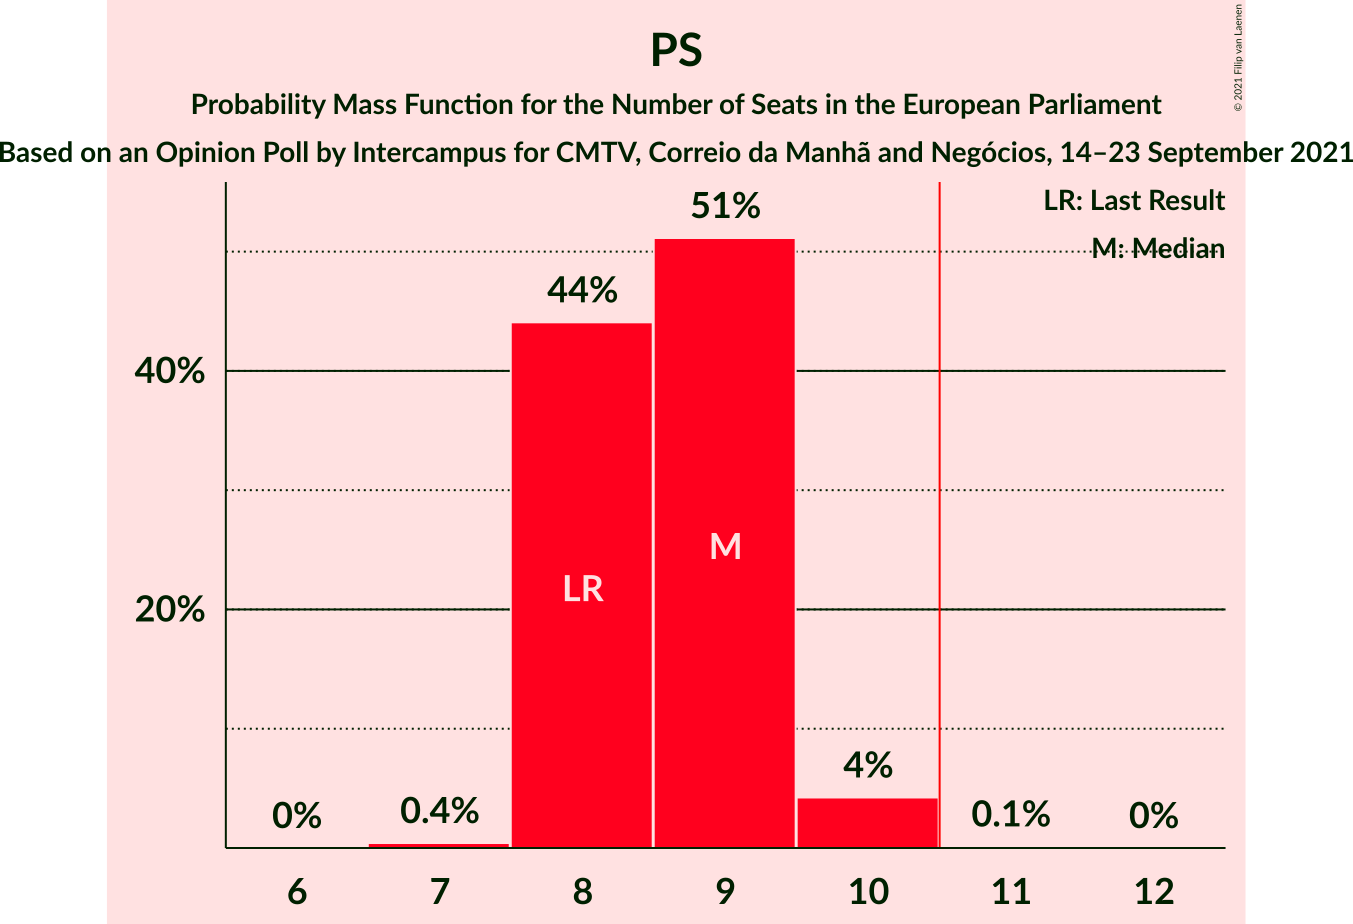 PS
Probability Mass Function for the Number of Seats in the European Parliament
Based on an Opinion Poll by Intercampus for CMTV, Correio da Manhã and Negócios, 14–23 September 2021
© 2021 Filip van Laenen
LR: Last Result
M: Median
51%
44%
40%
M
LR
20%
4%
0% 0.4% 0.1% 0%
6 7 8 9 10 11 12